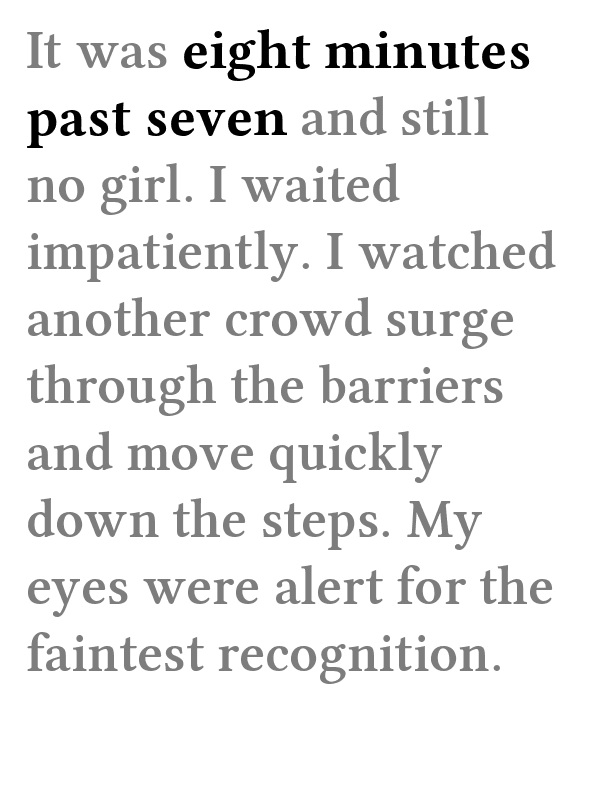 It was eight minutes
past seven and still
no girl. I waited
impatiently. I watched
another crowd surge
through the barriers
and move quickly
down the steps. My
eyes were alert for the
faintest recognition.